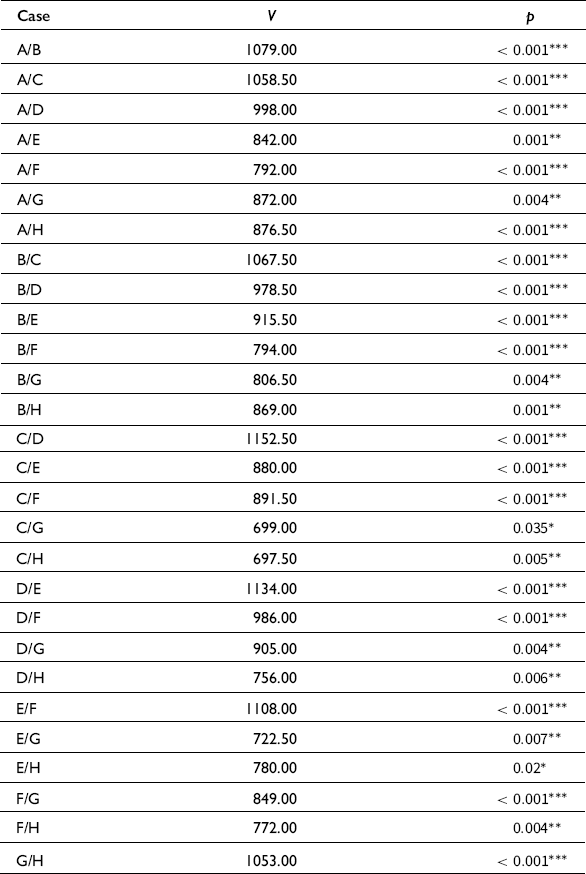 Case V p
A/B 1079.00 < 0.001***
A/C 1058.50 < 0.001***
A/D 998.00 < 0.001***
A/E 842.00 0.001**
A/F 792.00 < 0.001***
A/G 872.00 0.004**
A/H 876.50 < 0.001***
B/C 1067.50 < 0.001***
B/D 978.50 < 0.001***
B/E 915.50 < 0.001***
B/F 794.00 < 0.001***
B/G 806.50 0.004**
B/H 869.00 0.001**
C/D 1152.50 < 0.001***
C/E 880.00 < 0.001***
C/F 891.50 < 0.001***
C/G 699.00 0.035*
C/H 697.50 0.005**
D/E 1134.00 < 0.001***
D/F 986.00 < 0.001***
D/G 905.00 0.004**
D/H 756.00 0.006**
E/F 1108.00 < 0.001***
E/G 722.50 0.007**
E/H 780.00 0.02*
F/G 849.00 < 0.001***
F/H 772.00 0.004**
G/H 1053.00 < 0.001***